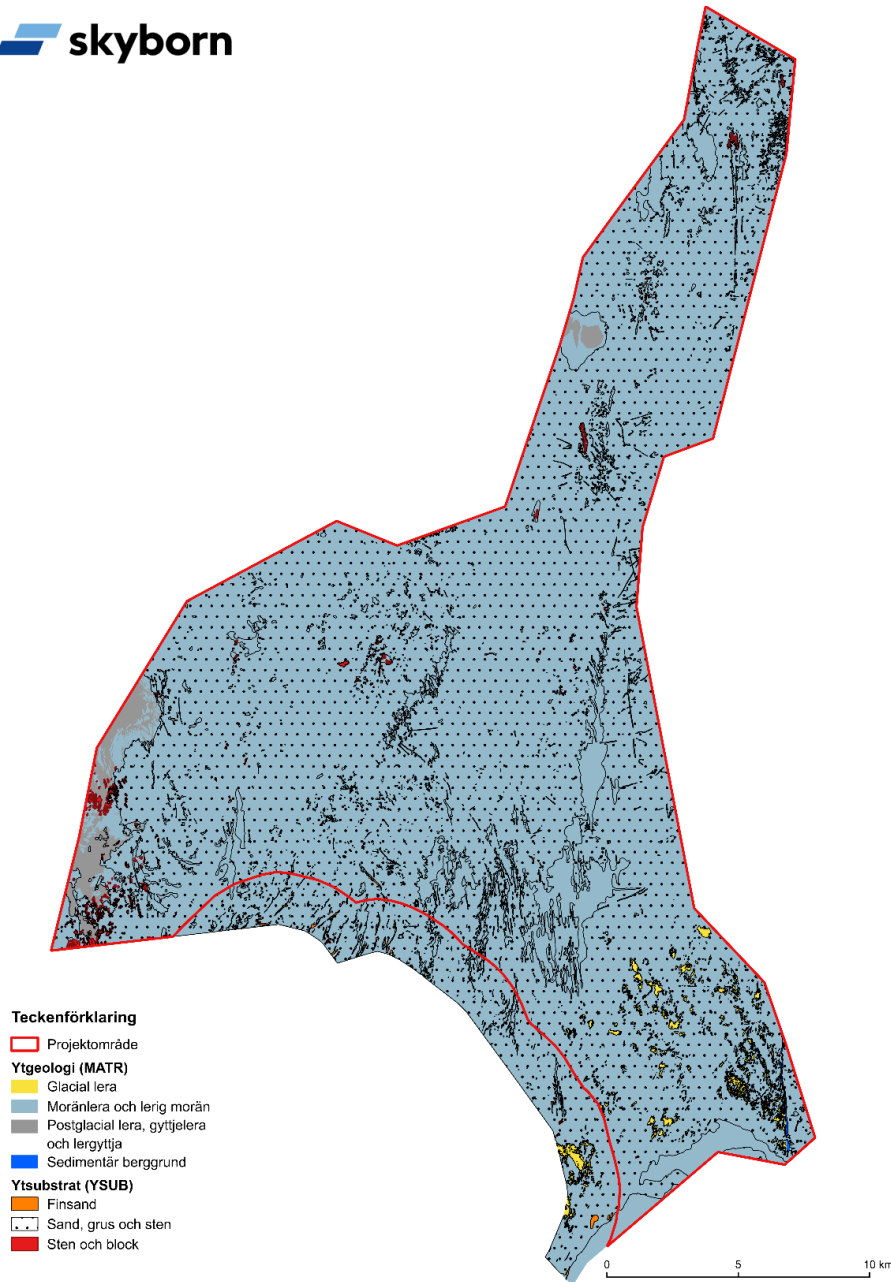 skyborn
Teckenförklaring
Projektområde
Ytgeologi (MATR)
Glacial lera
Moränlera och lerig morän
Postglacial lera, gyttjelera
och lergyttja
Sedimentär berggrund
Ytsubstrat (YSUB)
Finsand
Sand, grus och sten
Sten och block
0 5 10 km